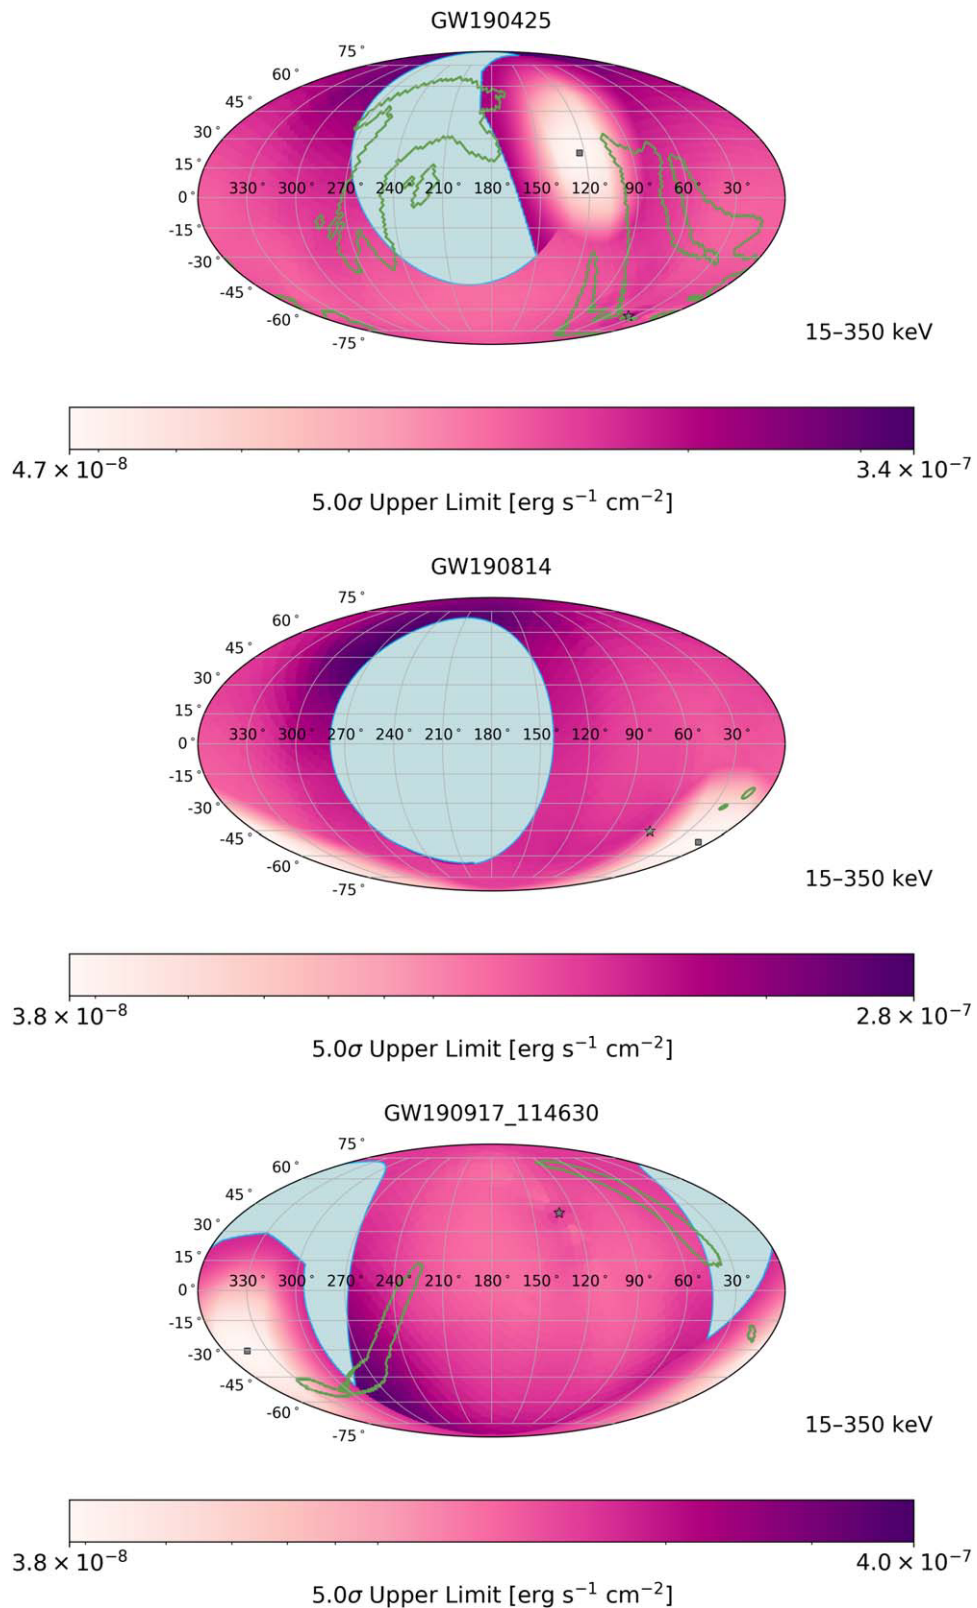 GW190425
75°
60°
45°
30°
15°
330° 300° 270° 240° 210° 180° 150° 120° 90° 60° 30°
0°
-15°
-30°
-45°
-60°
-75°
15–350 keV
4.7 × 10⁻⁸ 3.4 × 10⁻⁷
5.0σ Upper Limit [erg s⁻¹ cm⁻²]
GW190814
75°
60°
45°
30°
15°
330° 300° 270° 240° 210° 180° 150° 120° 90° 60° 30°
0°
-15°
-30°
-45°
-60°
-75°
15–350 keV
3.8 × 10⁻⁸ 2.8 × 10⁻⁷
5.0σ Upper Limit [erg s⁻¹ cm⁻²]
GW190917_114630
75°
60°
45°
30°
15°
330° 300° 270° 240° 210° 180° 150° 120° 90° 60° 30°
0°
-15°
-30°
-45°
-60°
-75°
15–350 keV
3.8 × 10⁻⁸ 4.0 × 10⁻⁷
5.0σ Upper Limit [erg s⁻¹ cm⁻²]